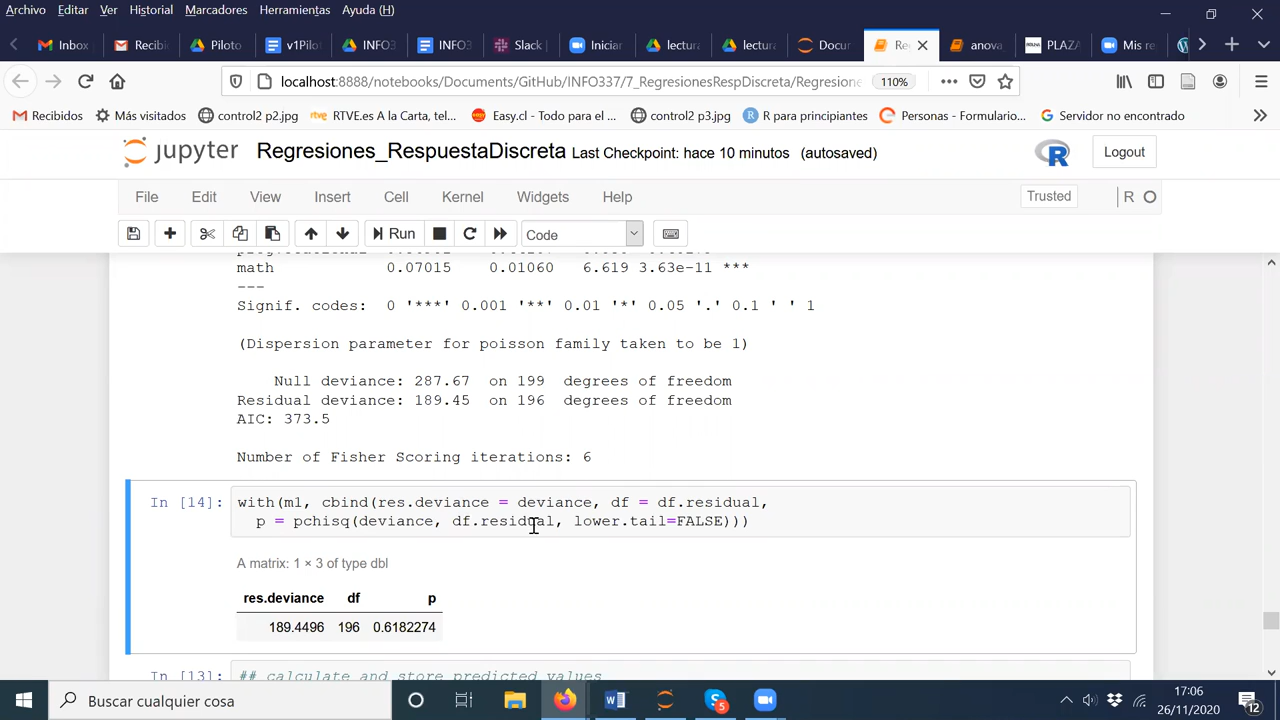 Archivo Editar Ver Historial Marcadores Herramientas Ayuda
Inbox Recibi Piloto v1Pilo INFO3 INFO3 Slack Iniciar lectura lectura Docur Re anova PLAZA Mis re
localhost:8888/notebooks/Documents/GitHub/INFO337/7_RegresionesRespDiscreta/Regresione 110%
Recibidos Más visitados control2 p2.jpg RTVE.es A la Carta, tel... Easy.cl - Todo para el ... control2 p3.jpg R para principiantes Personas - Formulario... Servidor no encontrado
jupyter Regresiones_RespuestaDiscreta Last Checkpoint: hace 10 minutos (autosaved) Logout
File Edit View Insert Cell Kernel Widgets Help Trusted R
Run Code
math 0.07015 0.01060 6.619 3.63e-11 ***
---
Signif. codes: 0 '***' 0.001 '**' 0.01 '*' 0.05 '.' 0.1 ' ' 1
(Dispersion parameter for poisson family taken to be 1)
Null deviance: 287.67 on 199 degrees of freedom
Residual deviance: 189.45 on 196 degrees of freedom
AIC: 373.5
Number of Fisher Scoring iterations: 6
In [14]: with(m1, cbind(res.deviance = deviance, df = df.residual,
p = pchisq(deviance, df.residual, lower.tail=FALSE)))
A matrix: 1 × 3 of type dbl
res.deviance df p
189.4496 196 0.6182274
In [13]: ## calculate and store predicted values
Buscar cualquier cosa
17:06
26/11/2020
12